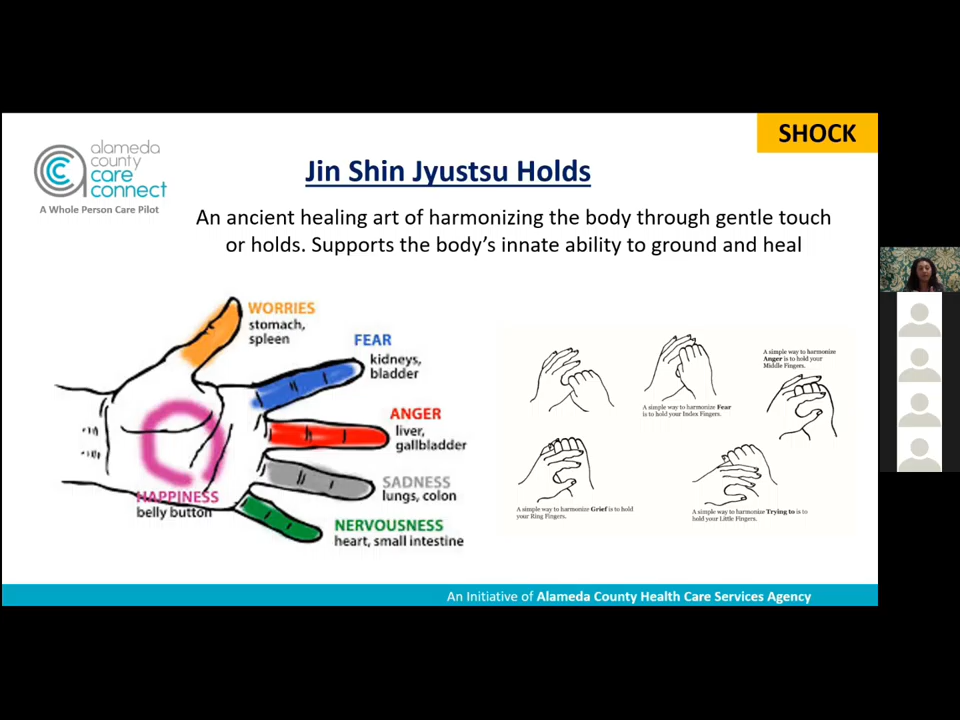 SHOCK
alameda
county
care
connect
A Whole Person Care Pilot
Jin Shin Jyustsu Holds
An ancient healing art of harmonizing the body through gentle touch
or holds. Supports the body's innate ability to ground and heal
WORRIES
stomach,
spleen
FEAR
kidneys,
bladder
ANGER
liver,
gallbladder
SADNESS
lungs, colon
NERVOUSNESS
heart, small intestine
HAPPINESS
belly button
A simple way to harmonize Fear
is to hold your Index Fingers.
A simple way to harmonize
Anger is to hold your
Middle Fingers.
A simple way to harmonize Grief is to hold
your Ring Fingers.
A simple way to harmonize Trying to is to
hold your Little Fingers.
An Initiative of Alameda County Health Care Services Agency